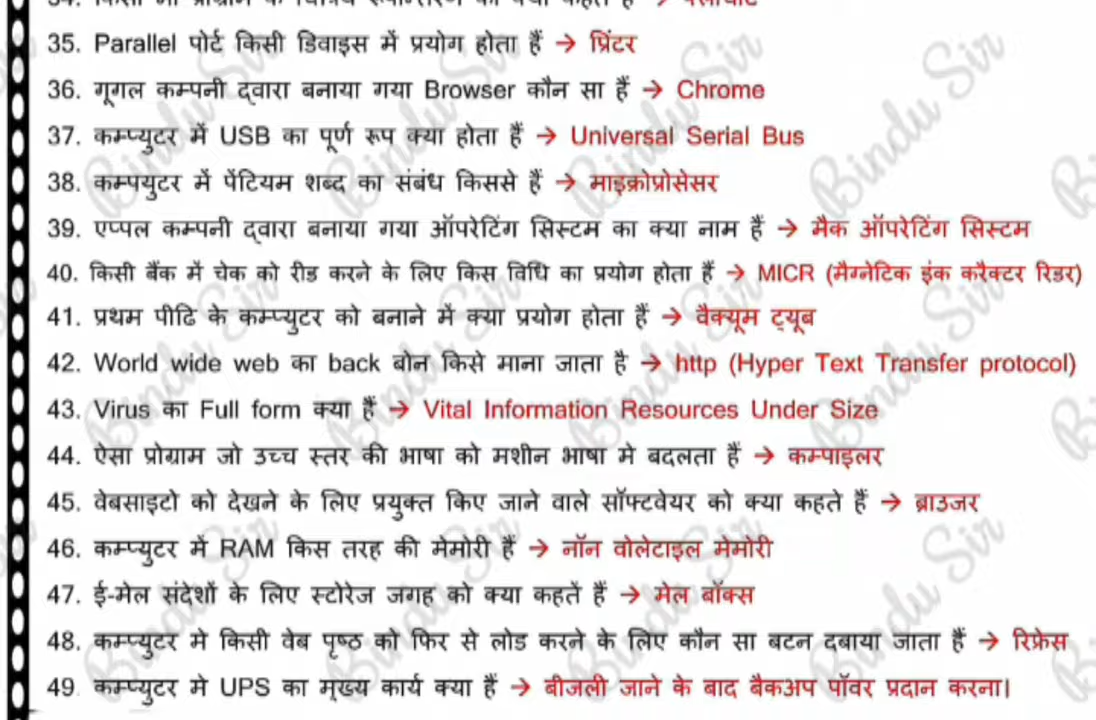 35. Parallel पोर्ट किसी डिवाइस में प्रयोग होता हैं → प्रिंटर
36. गूगल कम्पनी द्वारा बनाया गया Browser कौन सा हैं → Chrome
37. कम्प्युटर में USB का पूर्ण रूप क्या होता हैं → Universal Serial Bus
38. कम्पयुटर में पेंटियम शब्द का संबंध किससे हैं → माइक्रोप्रोसेसर
39. एप्पल कम्पनी द्वारा बनाया गया ऑपरेटिंग सिस्टम का क्या नाम हैं → मैक ऑपरेटिंग सिस्टम
40. किसी बैंक में चेक को रीड करने के लिए किस विधि का प्रयोग होता हैं → MICR (मैग्नेटिक इंक करैक्टर रिडर)
41. प्रथम पीढि के कम्प्युटर को बनाने में क्या प्रयोग होता हैं → वैक्यूम ट्यूब
42. World wide web का back बोन किसे माना जाता है → http (Hyper Text Transfer protocol)
43. Virus का Full form क्या हैं → Vital Information Resources Under Size
44. ऐसा प्रोग्राम जो उच्च स्तर की भाषा को मशीन भाषा मे बदलता हैं → कम्पाइलर
45. वेबसाइटो को देखने के लिए प्रयुक्त किए जाने वाले सॉफ्टवेयर को क्या कहते हैं → ब्राउजर
46. कम्प्युटर में RAM किस तरह की मेमोरी हैं → नॉन वोलेटाइल मेमोरी
47. ई-मेल संदेशों के लिए स्टोरेज जगह को क्या कहतें हैं → मेल बॉक्स
48. कम्प्युटर मे किसी वेब पृष्ठ को फिर से लोड करने के लिए कौन सा बटन दबाया जाता हैं → रिफ्रेस
49. कम्प्युटर मे UPS का मुख्य कार्य क्या हैं → बीजली जाने के बाद बैकअप पॉवर प्रदान करना।
Bindu Sir